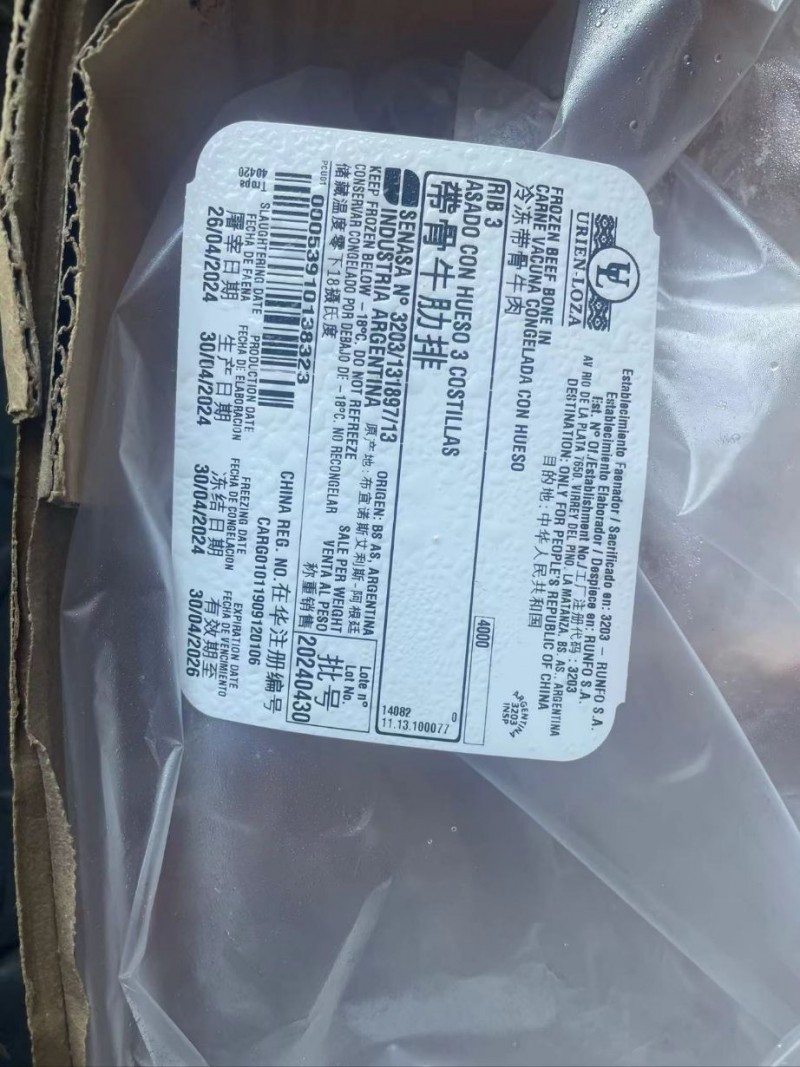 URIEN-LOZA
Establecimiento Faenador / Sacrificado en: 3203 - RUNFO S.A.
Establecimiento Elaborador / Despiece en: RUNFO S.A.
Est. Nº Of /Establishment No./工厂注册代码: 3203
AV RIO DE LA PLATA 7650, VIRREY DEL PINO, LA MATANZA, BS. AS., ARGENTINA
DESTINATION: ONLY FOR PEOPLE'S REPUBLIC OF CHINA
目的地:中华人民共和国
FROZEN BEEF BONE IN
CARNE VACUNA CONGELADA CON HUESO
冷冻带骨牛肉
3203
INSP
RIB 3
4000
ASADO CON HUESO 3 COSTILLAS
带骨牛肋排
0
14082
11.13.100077
SENASA Nº 3203/131897/13
INDUSTRIA ARGENTINA
ORIGEN: BS AS, ARGENTINA
原产地:布宜诺斯艾利斯-阿根廷
KEEP FROZEN BELOW -18°C. DO NOT REFREEZE
CONSERVAR CONGELADO POR DEBAJO DE -18°C. NO RECONGELAR
储藏温度零下18摄氏度
SALE PER WEIGHT
VENTA AL PESO
称重销售
Lote nº
Lot No.
批号
20240430
PCU01
00053910138323
CHINA REG. NO. 在华注册编号
CARG01011909120106
SLAUGHTERING DATE
FECHA DE FAENA
屠宰日期
26/04/2024
PRODUCTION DATE
FECHA DE ELABORACION
生产日期
30/04/2024
FREEZING DATE
FECHA DE CONGELACION
冻结日期
30/04/2024
EXPIRATION DATE
FECHA DE VENCIMIENTO
有效期至
30/04/2026